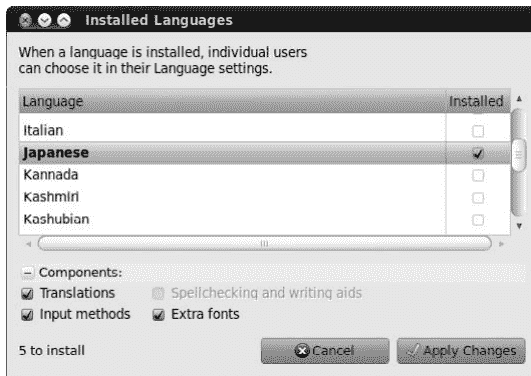 Installed Languages
When a language is installed, individual users
can choose it in their Language settings.
Language Installed
Italian
Japanese
Kannada
Kashmiri
Kashubian
Components:
Translations Spellchecking and writing aids
Input methods Extra fonts
5 to install Cancel Apply Changes